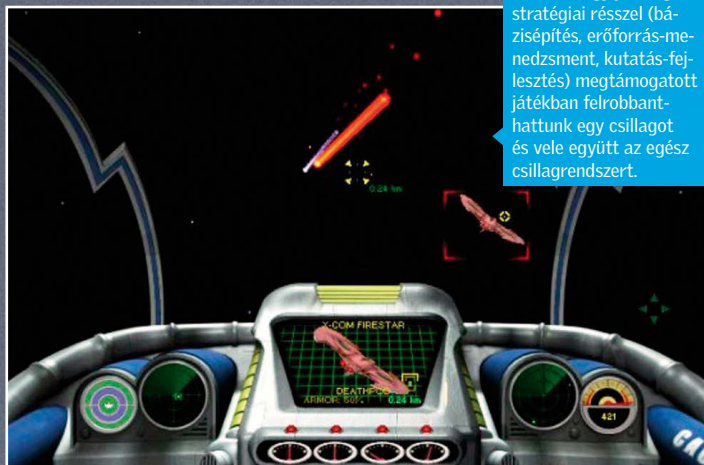 stratégiai résszel (bá-
zisépítés, erőforrás-me-
nedzsment, kutatás-fej-
lesztés) megtámogatott
játékban felrobbant-
hattunk egy csillagot
és vele együtt az egész
csillagrendszert.
0.24 km
X-COM FIRESTAR
DEATHPOD
ARMOR: 60%
0.24 km
421